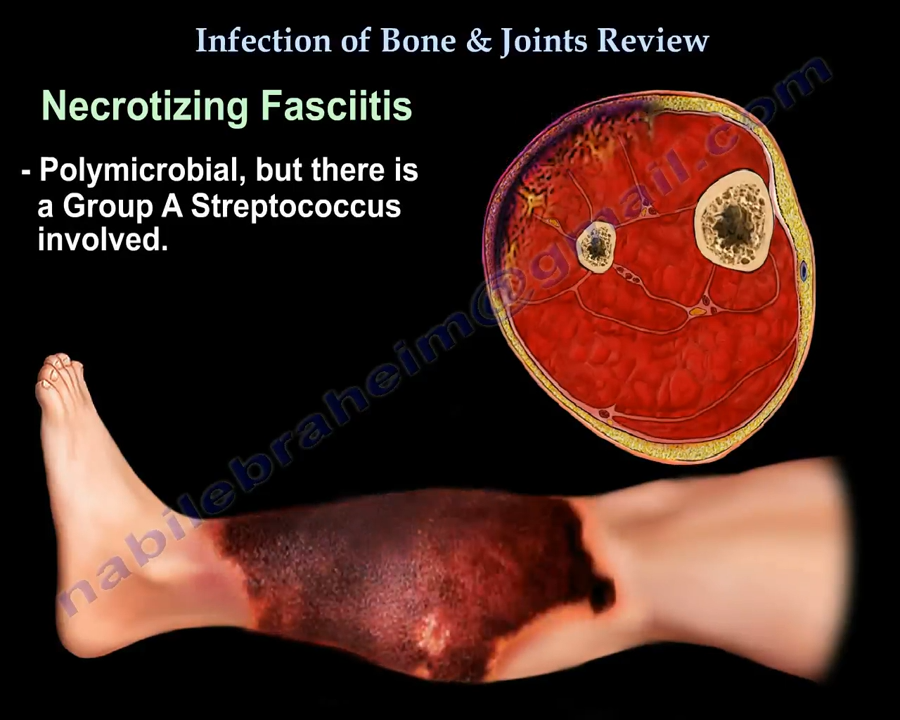 Infection of Bone & Joints Review
Necrotizing Fasciitis
- Polymicrobial, but there is
a Group A Streptococcus
involved.
nabilebraheim@gmail.com